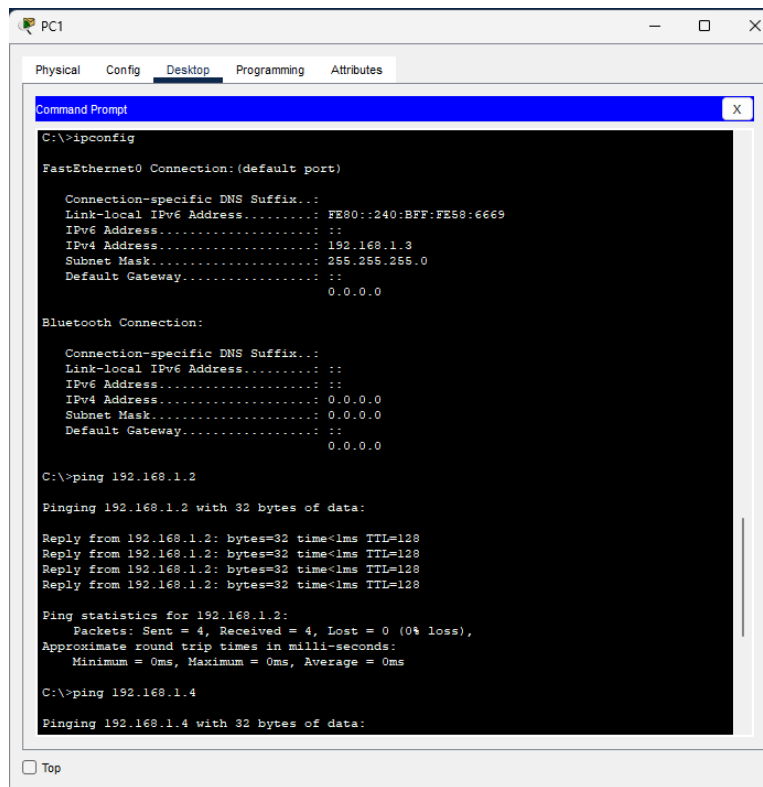 PC1
Physical Config Desktop Programming Attributes
Command Prompt X
C:\>ipconfig
FastEthernet0 Connection:(default port)
Connection-specific DNS Suffix..:
Link-local IPv6 Address.........: FE80::240:BFF:FE58:6669
IPv6 Address....................: ::
IPv4 Address....................: 192.168.1.3
Subnet Mask.....................: 255.255.255.0
Default Gateway.................: ::
0.0.0.0
Bluetooth Connection:
Connection-specific DNS Suffix..:
Link-local IPv6 Address.........: ::
IPv6 Address....................: ::
IPv4 Address....................: 0.0.0.0
Subnet Mask.....................: 0.0.0.0
Default Gateway.................: ::
0.0.0.0
C:\>ping 192.168.1.2
Pinging 192.168.1.2 with 32 bytes of data:
Reply from 192.168.1.2: bytes=32 time<1ms TTL=128
Reply from 192.168.1.2: bytes=32 time<1ms TTL=128
Reply from 192.168.1.2: bytes=32 time<1ms TTL=128
Reply from 192.168.1.2: bytes=32 time<1ms TTL=128
Ping statistics for 192.168.1.2:
Packets: Sent = 4, Received = 4, Lost = 0 (0% loss),
Approximate round trip times in milli-seconds:
Minimum = 0ms, Maximum = 0ms, Average = 0ms
C:\>ping 192.168.1.4
Pinging 192.168.1.4 with 32 bytes of data:
Top